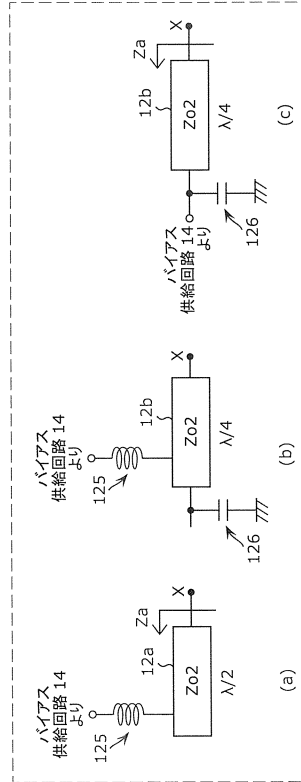 バイアス
供給回路 14
より
125
12a
Zo2
λ/2
Za
X
(a)
バイアス
供給回路 14
より
125
12b
Zo2
λ/4
X
126
(b)
バイアス
供給回路 14
より
12b
Zo2
λ/4
Za
X
126
(c)